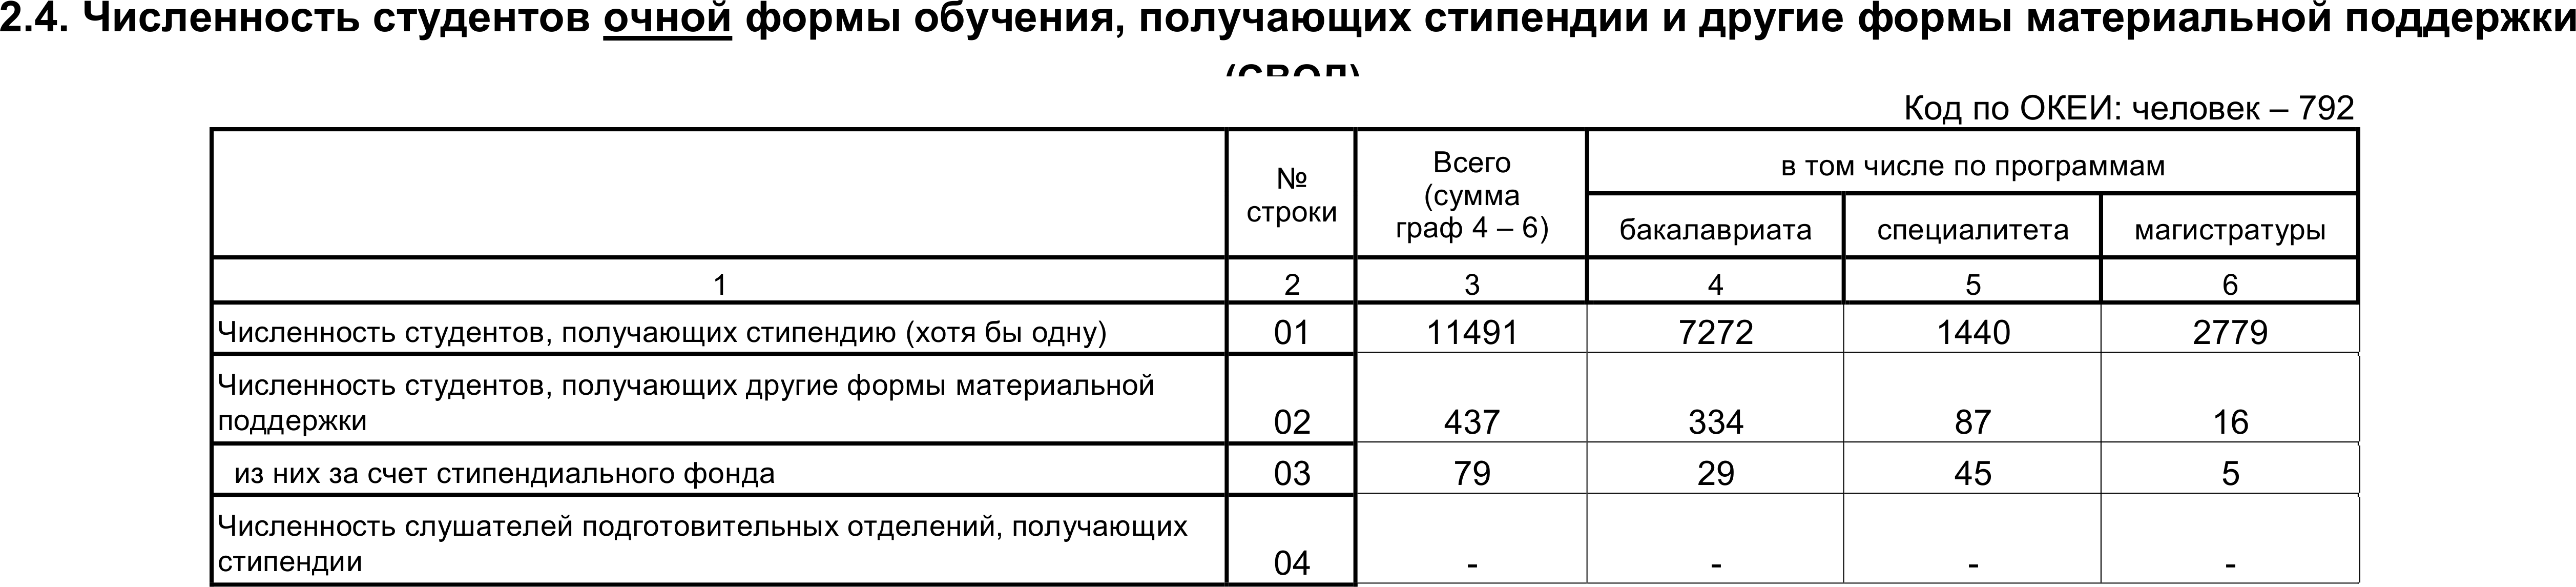 2.4. Численность студентов очной формы обучения, получающих стипендии и другие формы материальной поддержки
(СВОД)
Код по ОКЕИ: человек – 792
№ строки
Всего (сумма граф 4 – 6)
в том числе по программам
бакалавриата специалитета магистратуры
1 2 3 4 5 6
Численность студентов, получающих стипендию (хотя бы одну) 01 11491 7272 1440 2779
Численность студентов, получающих другие формы материальной
поддержки 02 437 334 87 16
из них за счет стипендиального фонда 03 79 29 45 5
Численность слушателей подготовительных отделений, получающих
стипендии 04 - - - -